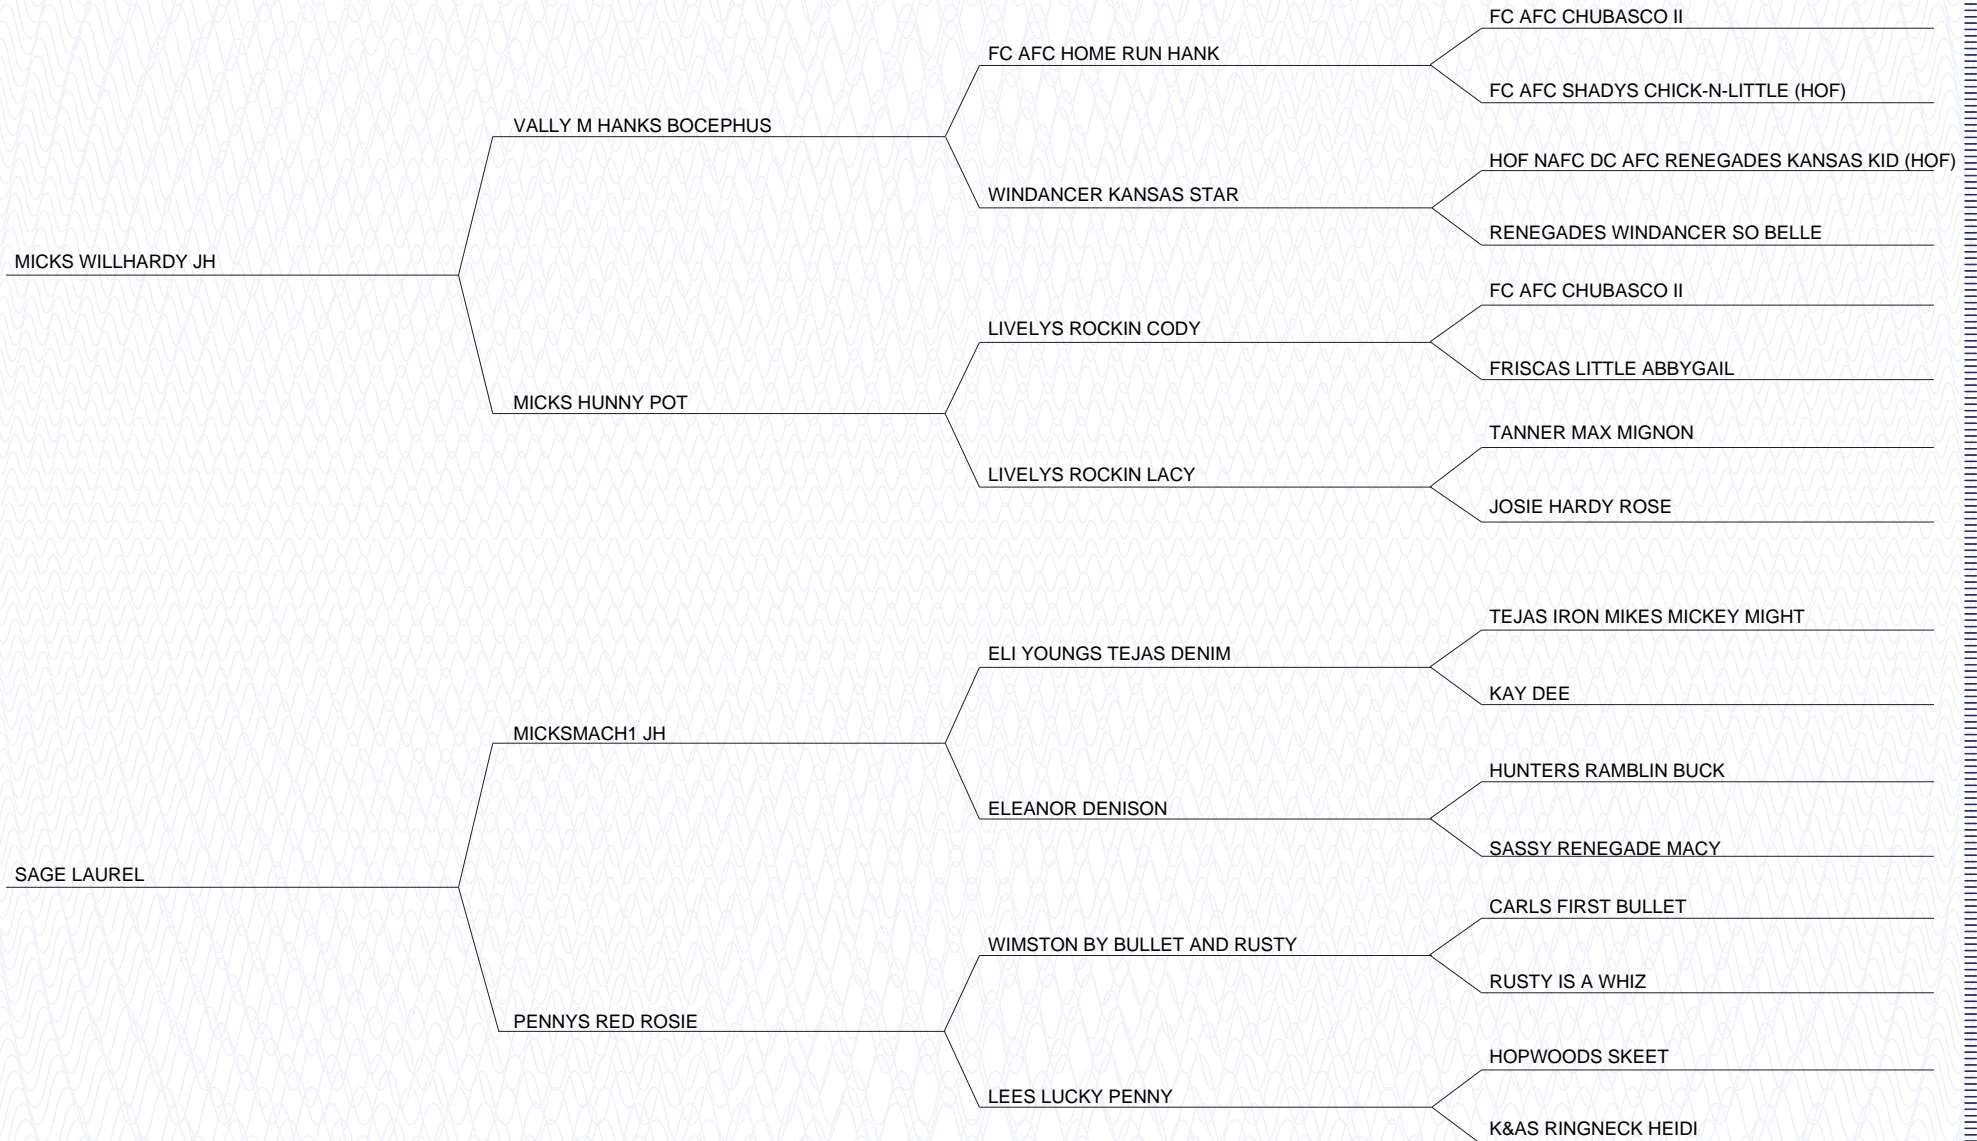 FC AFC CHUBASCO II
FC AFC HOME RUN HANK
FC AFC SHADYS CHICK-N-LITTLE (HOF)
VALLY M HANKS BOCEPHUS
HOF NAFC DC AFC RENEGADES KANSAS KID (HOF)
WINDANCER KANSAS STAR
RENEGADES WINDANCER SO BELLE
MICKS WILLHARDY JH
FC AFC CHUBASCO II
LIVELYS ROCKIN CODY
FRISCAS LITTLE ABBYGAIL
MICKS HUNNY POT
TANNER MAX MIGNON
LIVELYS ROCKIN LACY
JOSIE HARDY ROSE
TEJAS IRON MIKES MICKEY MIGHT
ELI YOUNGS TEJAS DENIM
KAY DEE
MICKSMACH1 JH
HUNTERS RAMBLIN BUCK
ELEANOR DENISON
SASSY RENEGADE MACY
SAGE LAUREL
CARLS FIRST BULLET
WIMSTON BY BULLET AND RUSTY
RUSTY IS A WHIZ
PENNYS RED ROSIE
HOPWOODS SKEET
LEES LUCKY PENNY
K&AS RINGNECK HEIDI